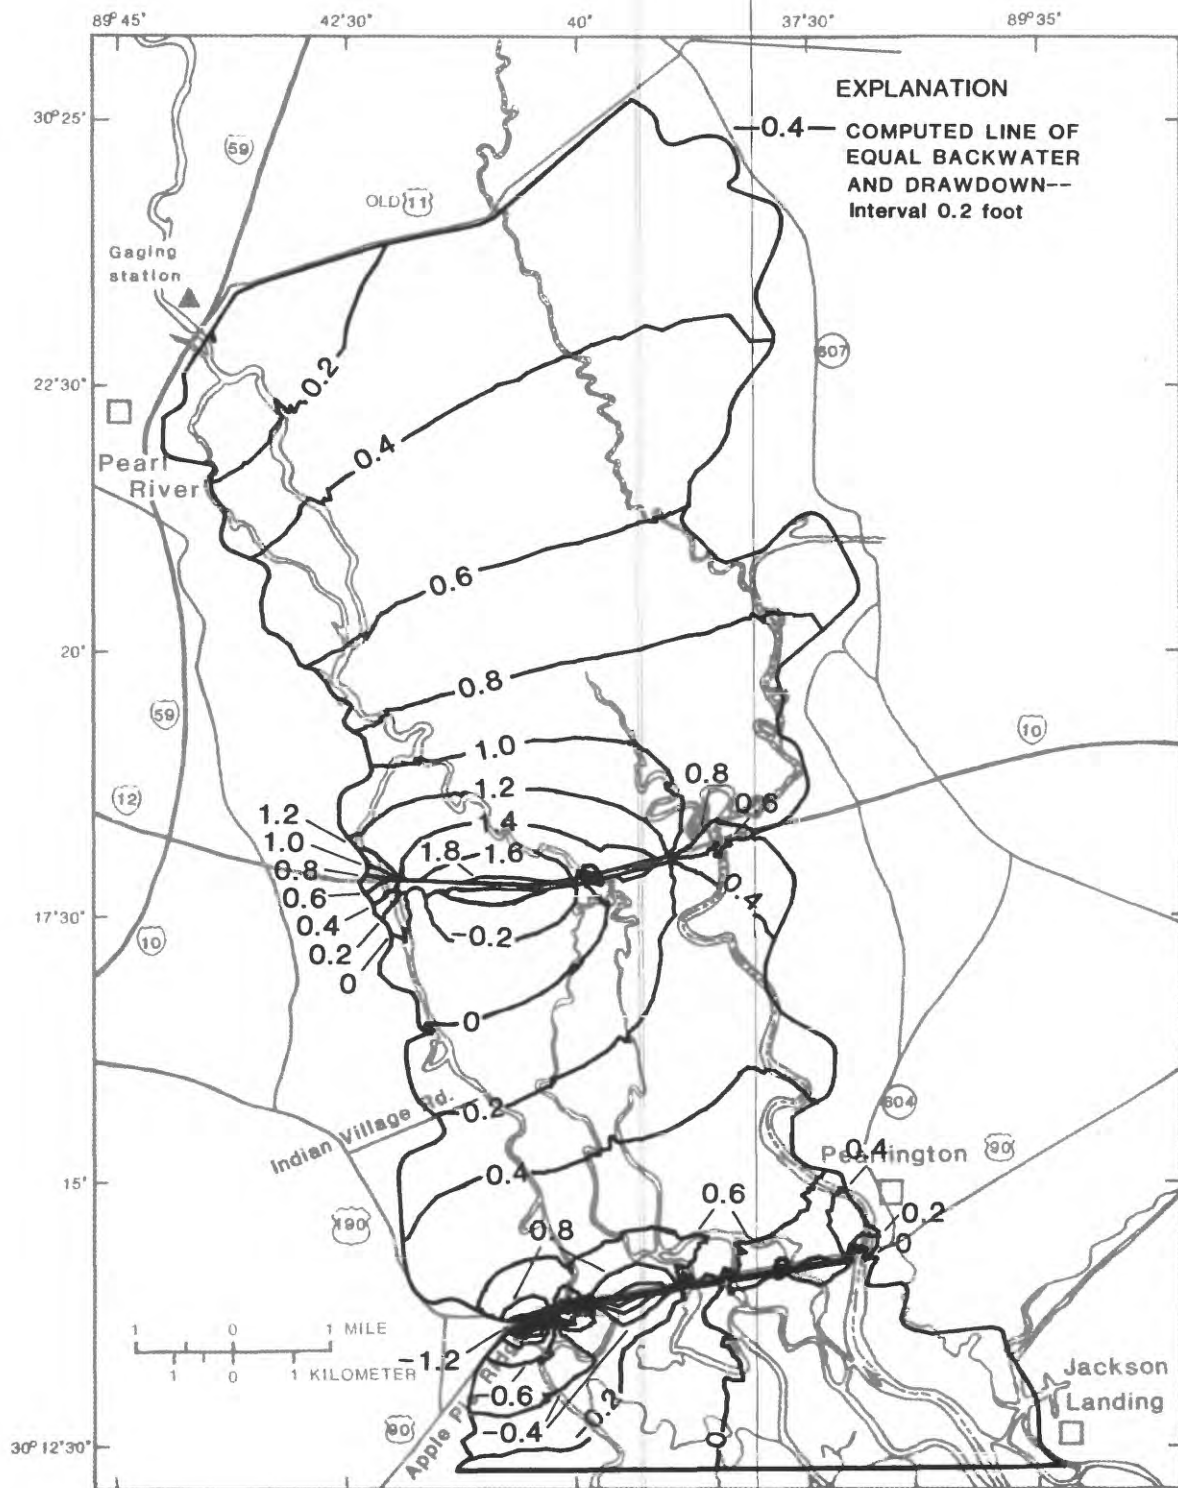 89°45' 42'30" 40' 37'30" 89°35'
EXPLANATION
—0.4— COMPUTED LINE OF
EQUAL BACKWATER
AND DRAWDOWN--
Interval 0.2 foot
30°25'
59
OLD 11
Gaging
station
607
22'30"
0.2
0.4
Pearl
River
0.6
20'
0.8
59
10
1.0
0.8
12
1.2
0.6
1.2
1.4
1.0
1.8
1.6
0.8
0.6
0.4
17'30"
0.4
-0.2
10
0.2
0
0
0.2
Indian Village Rd.
604
0.4
Pearlington
90
15'
0.4
0.6
0.2
190
0.8
0
1 0 1 MILE
1 0 1 KILOMETER
-1.2
-0.6
Jackson
Landing
-0.4
0.2
90
0
30°12'30"
Apple